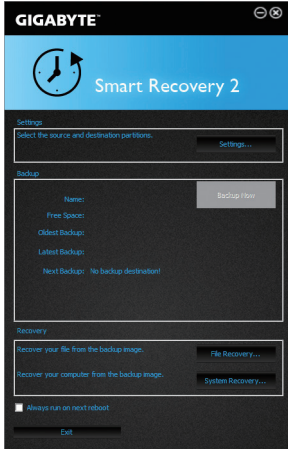 GIGABYTE™
Smart Recovery 2
Settings
Select the source and destination partitions.
Settings...
Backup
Backup Now
Name:
Free Space:
Oldest Backup:
Latest Backup:
Next Backup: No backup destination!
Recovery
Recover your file from the backup image.
File Recovery...
Recover your computer from the backup image.
System Recovery...
Always run on next reboot
Exit